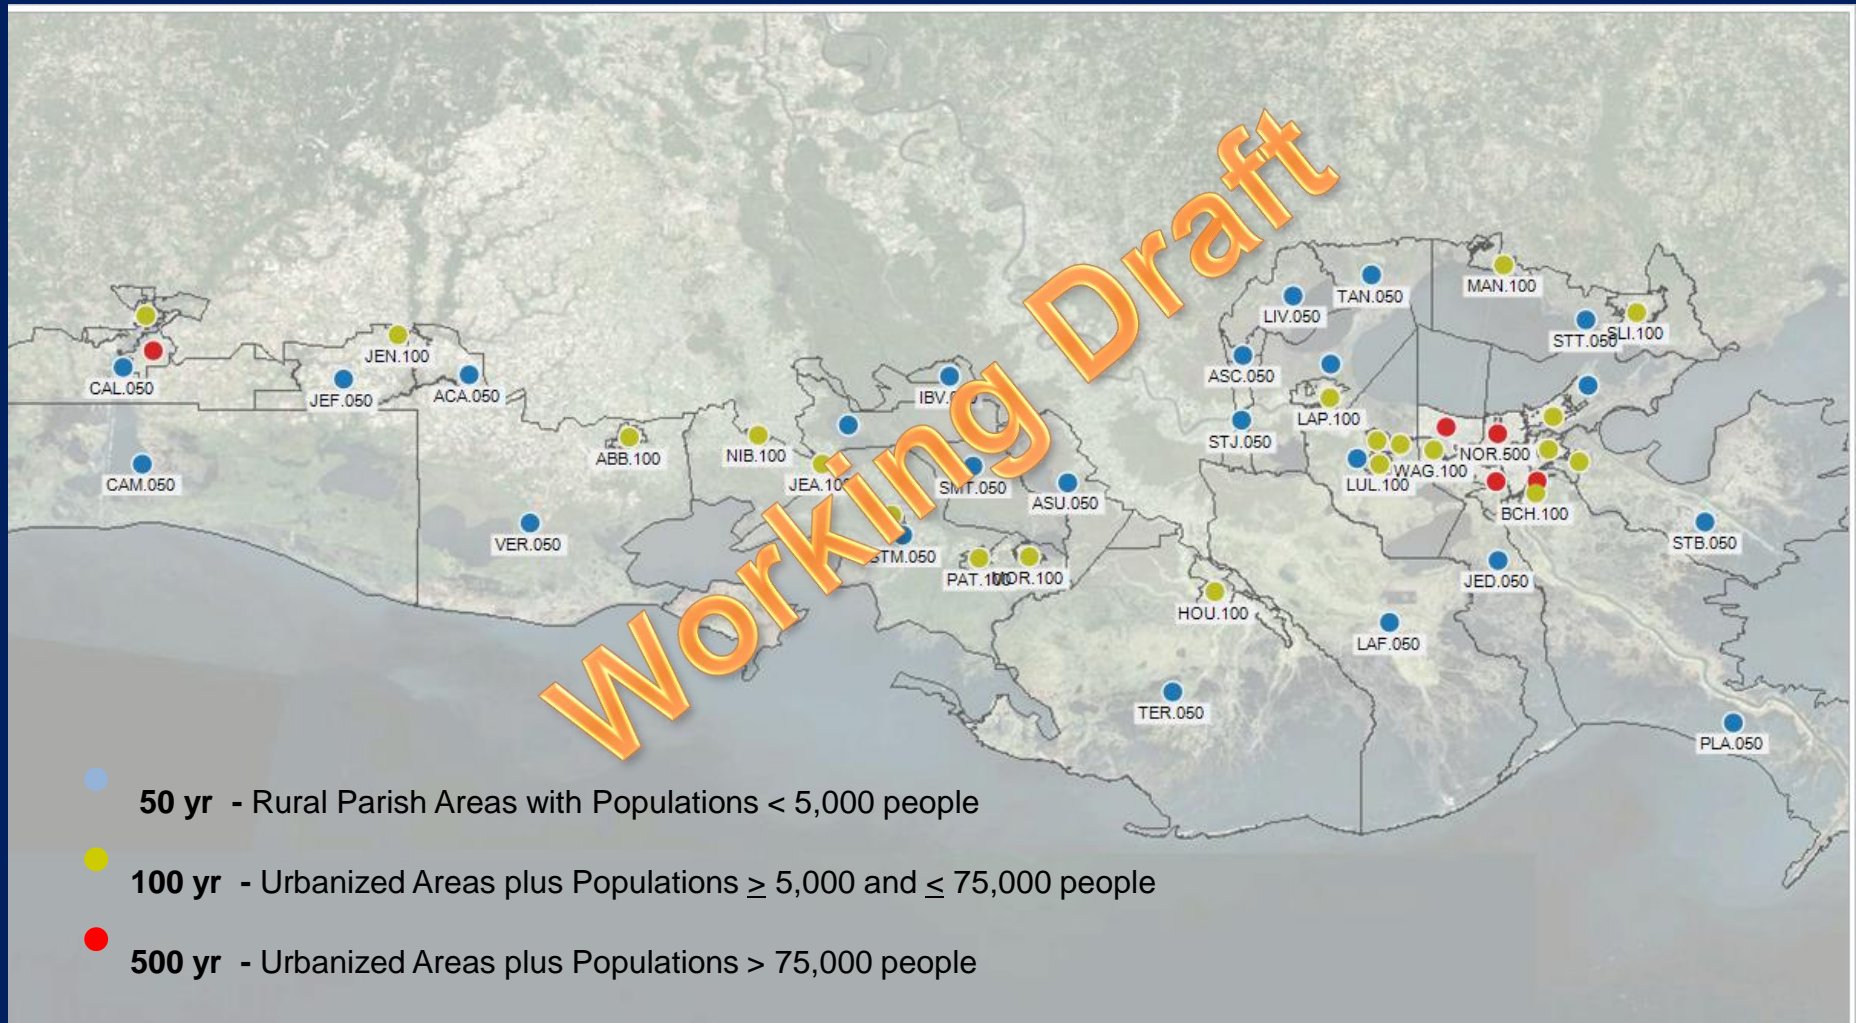 MAN.100
TAN.050
LIV.050
STT.050
SLI.100
JEN.100
ASC.050
CAL.050
JEF.050
ACA.050
LAP.100
STJ.050
ABB.100
NIB.100
NOR.500
WAG.100
LUL.100
CAM.050
SMT.050
ASU.050
BCH.100
VER.050
STM.050
STB.050
PAT.100
MOR.100
JED.050
HOU.100
LAF.050
TER.050
PLA.050
Working Draft
50 yr - Rural Parish Areas with Populations < 5,000 people
100 yr - Urbanized Areas plus Populations ≥ 5,000 and ≤ 75,000 people
500 yr - Urbanized Areas plus Populations > 75,000 people